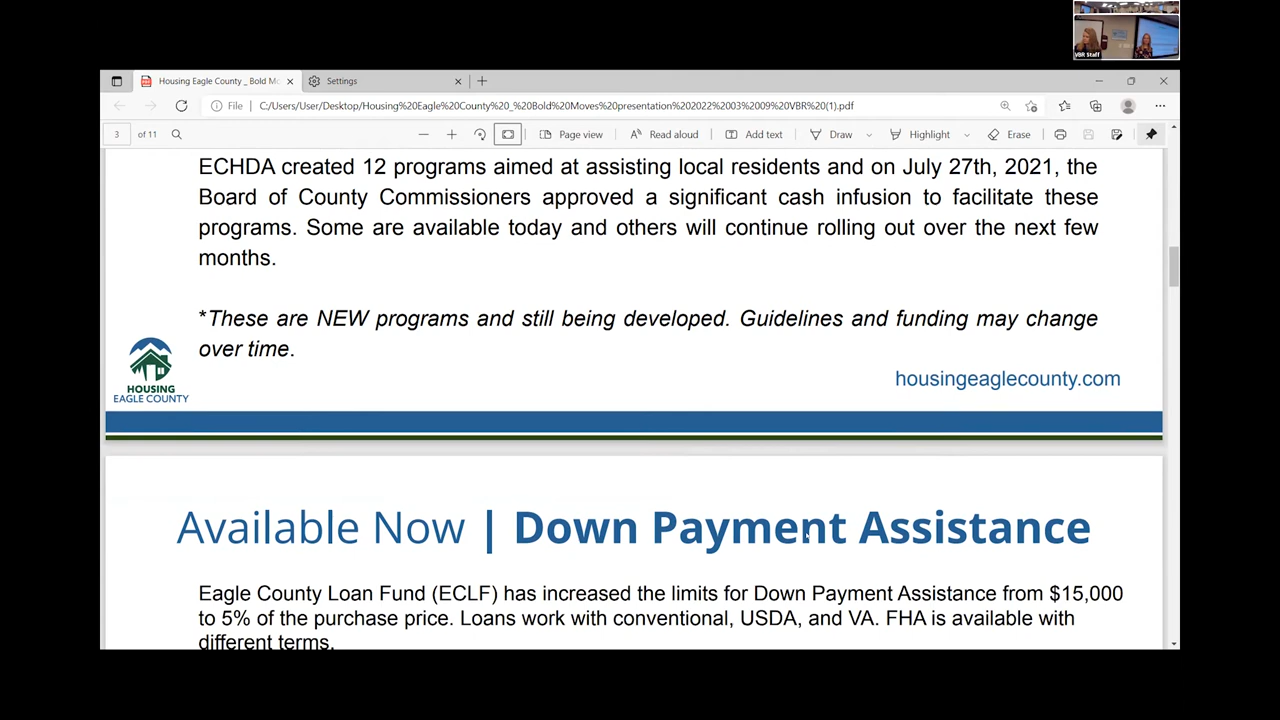 VBR Staff
Housing Eagle County _ Bold Mo
Settings
File
C:/Users/User/Desktop/Housing%20Eagle%20County%20_%20Bold%20Moves%20presentation%202022%2003%2009%20VBR%20(1).pdf
3 of 11
Page view
Read aloud
Add text
Draw
Highlight
Erase
ECHDA created 12 programs aimed at assisting local residents and on July 27th, 2021, the
Board of County Commissioners approved a significant cash infusion to facilitate these
programs. Some are available today and others will continue rolling out over the next few
months.
*These are NEW programs and still being developed. Guidelines and funding may change
over time.
HOUSING
EAGLE COUNTY
housingeaglecounty.com
Available Now | Down Payment Assistance
Eagle County Loan Fund (ECLF) has increased the limits for Down Payment Assistance from $15,000
to 5% of the purchase price. Loans work with conventional, USDA, and VA. FHA is available with
different terms.